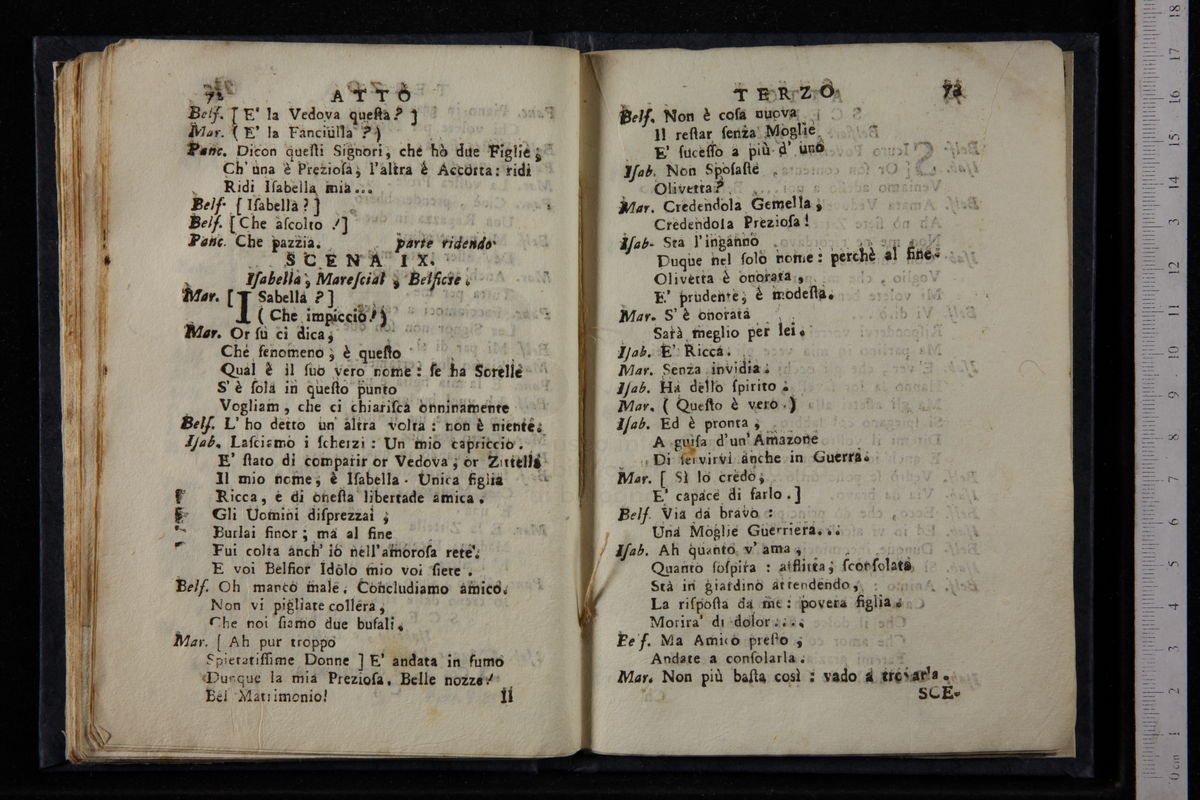 72 ATTO
Belſ. [ E' la Vedova queſta? ]
Mar. ( E' la Fanciulla ?)
Panc. Dicon queſti Signori, che hò due Figlie;
Ch' una è Prezioſa, l'altra è Accorta: ridi
Ridi Iſabella mia...
Belf. [ Iſabella? ]
Belf. [ Che aſcolto !]
Panc. Che pazzia. parte ridendo
SCENA IX.
Iſabella, Mareſcial, Belfiore.
Mar. [ ISabella ? ]
( Che impiccio!)
Mar. Or ſu ci dica,
Che fenomeno, è queſto
Qual è il ſuo vero nome: ſe ha Sorelle
S' è ſola in queſto punto
Vogliam, che ci chiariſca onninamente
Belf. L' ho detto un' altra volta: non è niente.
Iſab. Laſciamo i ſcherzi: Un mio capriccio.
E' ſtato di comparir or Vedova, or Zittella
Il mio nome, è Iſabella. Unica figlia
Ricca, e di oneſta libertade amica.
Gli Uomini diſprezzai,
Burlai finor; ma al fine
Fui colta anch' io nell'amoroſa rete.
E voi Belfior Idolo mio voi ſiete.
Belf. Oh manco male. Concludiamo amico.
Non vi pigliate collera,
Che noi ſiamo due bufali.
Mar. [ Ah pur troppo
Spietatiſſime Donne ] E' andata in fumo
Dunque la mia Prezioſa. Belle nozze!
Bel Matrimonio! Il
TERZO 73
Belf. Non è coſa nuova
Il reſtar ſenza Moglie
E' ſuceſſo a più d' uno
Iſab. Non Spoſaſte
Olivetta?
Mar. Credendola Gemella,
Credendola Prezioſa!
Iſab. Sta l'inganno
Duque nel ſolo nome: perchè al fine.
Olivetta è onorata,
E' prudente, è modeſta.
Mar. S' è onorata
Sarà meglio per lei.
Iſab. E' Ricca.
Mar. Senza invidia.
Iſab. Ha dello ſpirito.
Mar. ( Queſto è vero.)
Iſab. Ed è pronta,
A guiſa d'un' Amazone
Di ſervirvi anche in Guerra.
Mar. [ Sì lo credo,
E' capace di farlo.]
Belf. Via da bravo:
Una Moglie Guerriera...
Iſab. Ah quanto v' ama,
Quanto ſoſpira: afflitta, ſconſolata
Stà in giardino attendendo,
La riſpoſta da me: povera figlia.
Morira' di dolor....
Belf. Ma Amico preſto,
Andate a conſolarla.
Mar. Non più baſta così: vado a trovarla.
SCE-